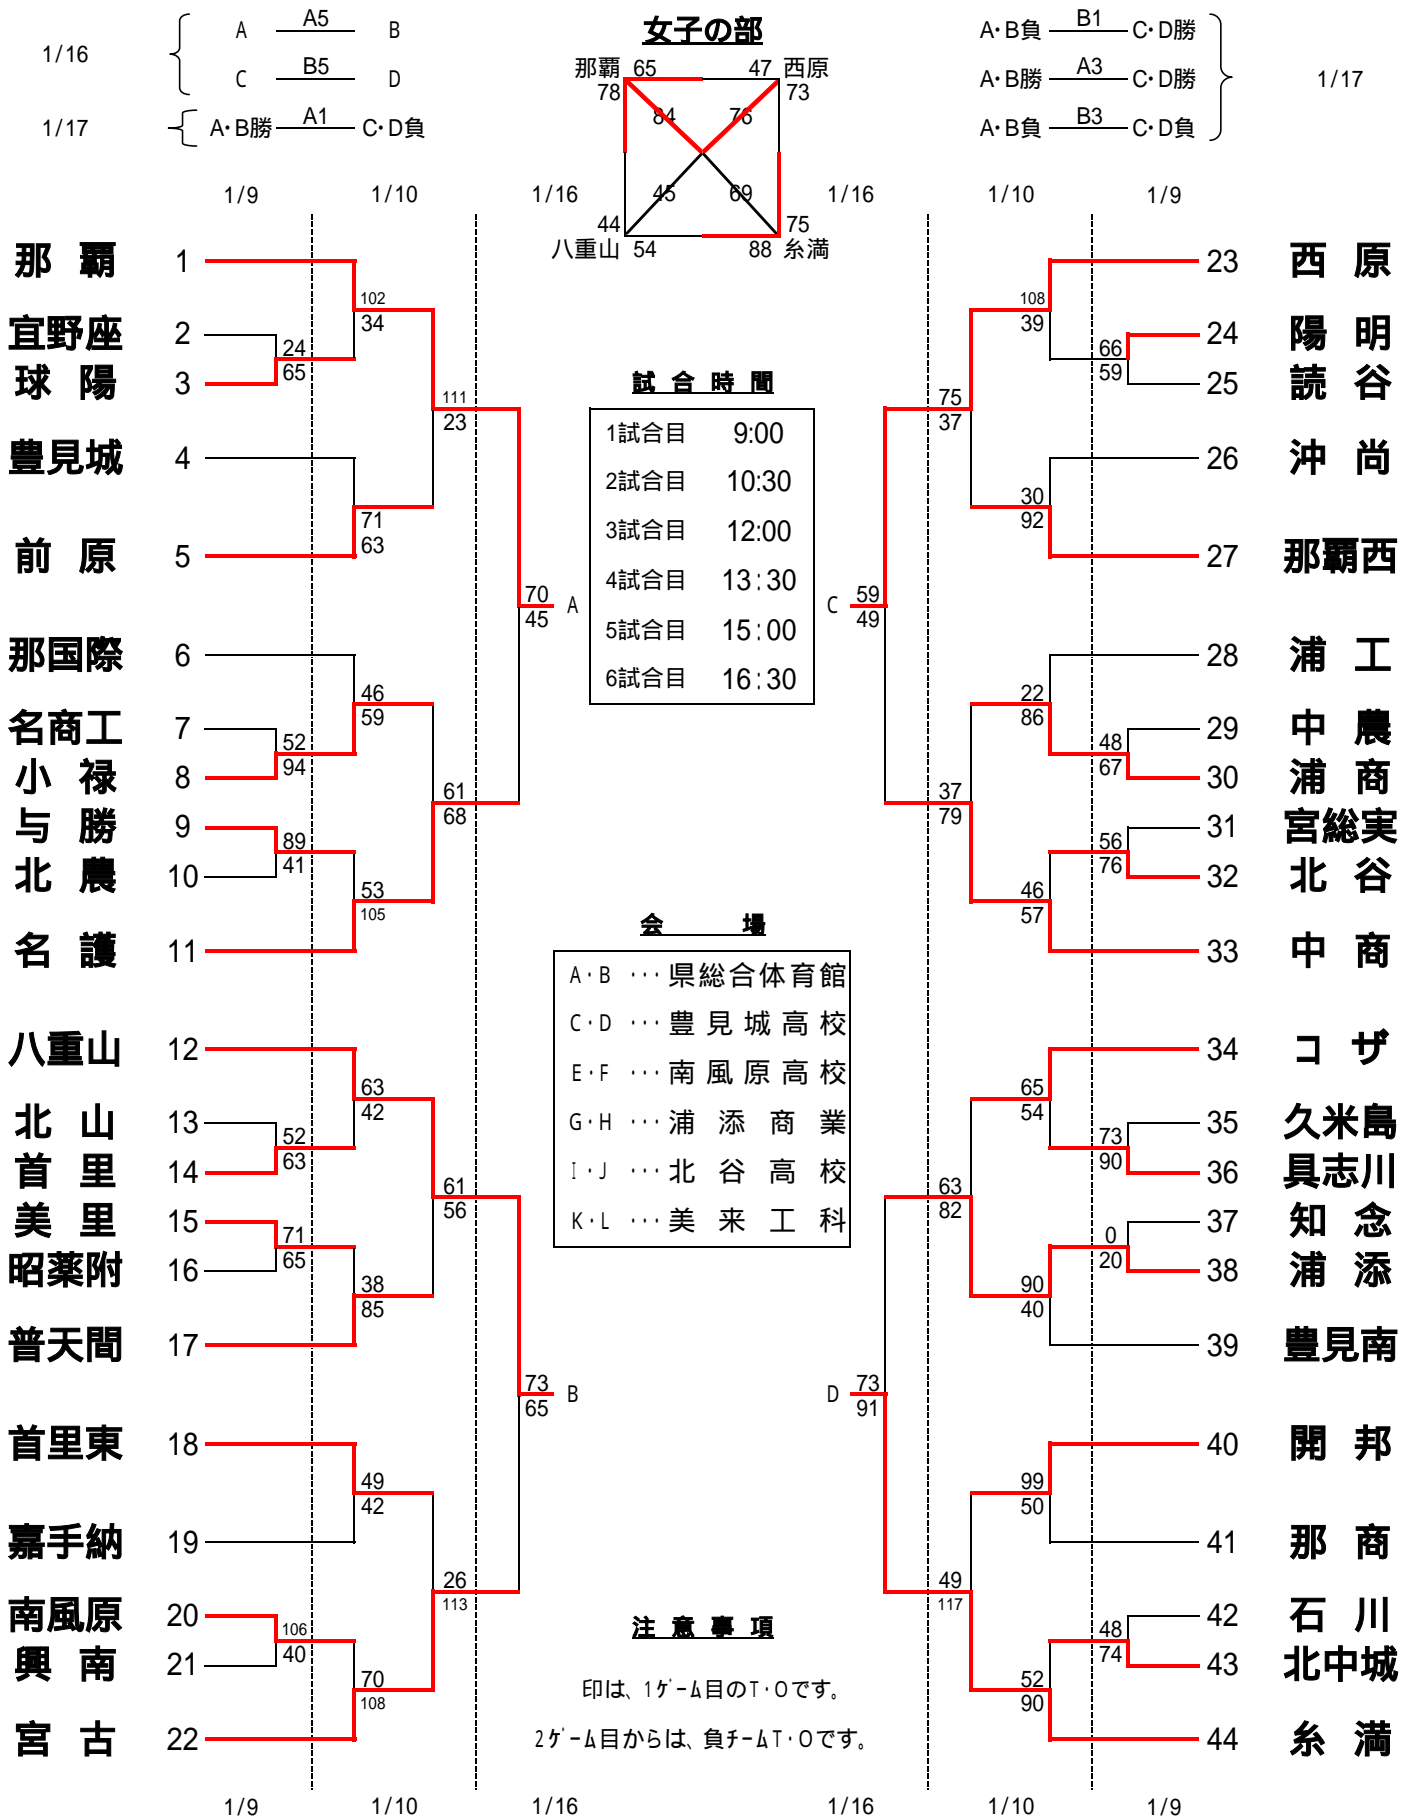 女子の部
1/16
A A5 B
C B5 D
1/17
A・B勝 A1 C・D負
A・B負 B1 C・D勝
A・B勝 A3 C・D勝
A・B負 B3 C・D負
1/17
那覇 65 47 西原
78 73
84 76
45 69
44 75
八重山 54 88 糸満
1/9 1/10 1/16 1/16 1/10 1/9
那覇 1
102
34
宜野座 2
24
65
球陽 3
111
23
豊見城 4
71
63
前原 5
70
45
A
那国際 6
46
59
名商工 7
52
94
小禄 8
61
68
与勝 9
89
41
北農 10
53
105
名護 11
八重山 12
63
42
北山 13
52
63
首里 14
61
56
美里 15
71
65
昭薬附 16
38
85
普天間 17
73
65
B
首里東 18
49
42
嘉手納 19
26
113
南風原 20
106
40
興南 21
70
108
宮古 22
試合時間
1試合目 9:00
2試合目 10:30
3試合目 12:00
4試合目 13:30
5試合目 15:00
6試合目 16:30
会場
A・B ・・・県総合体育館
C・D ・・・豊見城高校
E・F ・・・南風原高校
G・H ・・・浦添商業
I・J ・・・北谷高校
K・L ・・・美来工科
注意事項
印は、1ゲーム目のT・Oです。
2ゲーム目からは、負チームT・Oです。
23 西原
108
39
24 陽明
66
59
25 読谷
75
37
26 沖尚
30
92
27 那覇西
C
59
49
28 浦工
22
86
29 中農
48
67
30 浦商
37
79
31 宮総実
56
76
32 北谷
46
57
33 中商
34 コザ
65
54
35 久米島
73
90
36 具志川
63
82
37 知念
0
20
38 浦添
90
40
39 豊見南
D
73
91
40 開邦
99
50
41 那商
49
117
42 石川
48
74
43 北中城
52
90
44 糸満
1/9 1/10 1/16 1/16 1/10 1/9